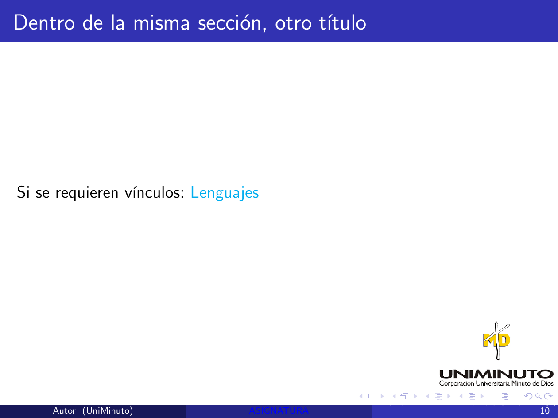 Dentro de la misma sección, otro título
Si se requieren vínculos: Lenguajes
MD
UNIMINUTO
Corporación Universitaria Minuto de Dios
Autor (UniMinuto)
ASIGNATURA
10